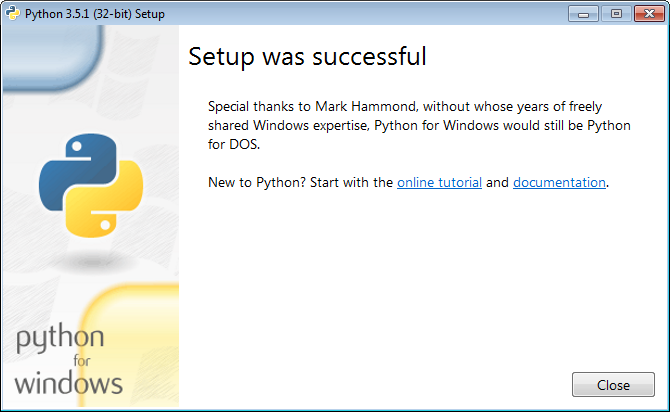 Python 3.5.1 (32-bit) Setup
Setup was successful
Special thanks to Mark Hammond, without whose years of freely
shared Windows expertise, Python for Windows would still be Python
for DOS.
New to Python? Start with the online tutorial and documentation.
python
for
windows
Close